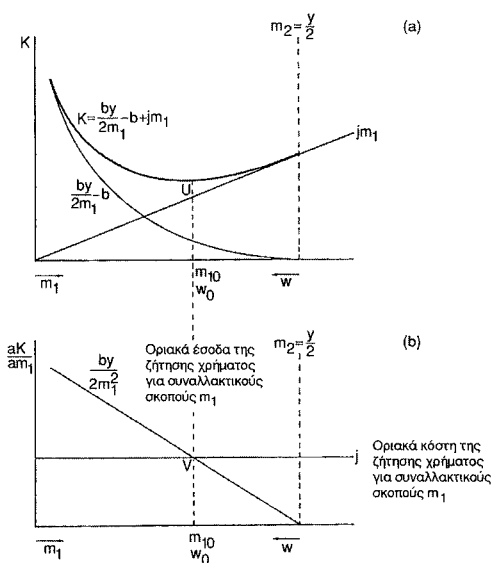 (a)
m₂ = y/2
K
K = by/2m₁ - b + jm₁
jm₁
by/2m₁ - b
U
m₁
m₁₀
w₀
w
(b)
m₂ = y/2
aK/am₁
by/2m₁²
Οριακά έσοδα της
ζήτησης χρήματος
για συναλλακτικούς
σκοπούς m₁
V
j
Οριακά κόστη της
ζήτησης χρήματος
για συναλλακτικούς
σκοπούς m₁
m₁
m₁₀
w₀
w